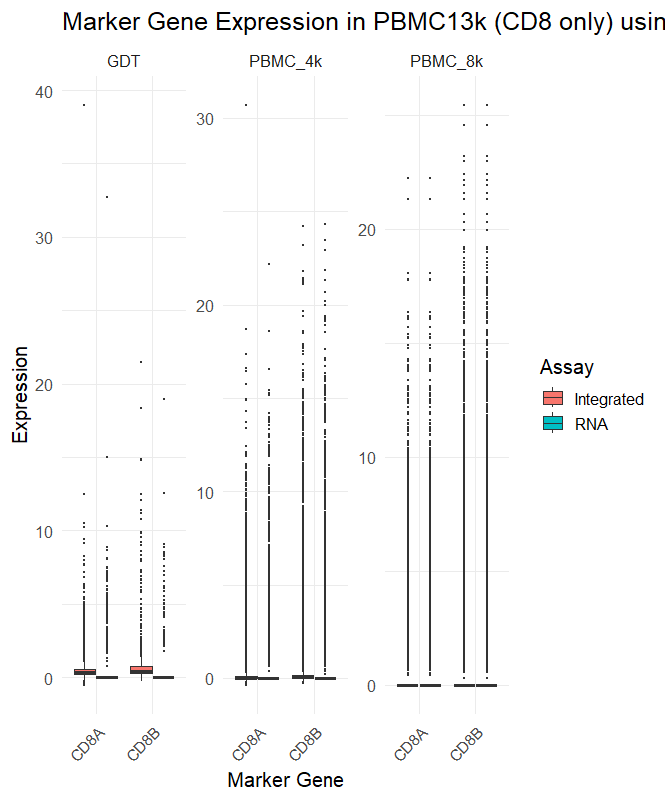 Marker Gene Expression in PBMC13k (CD8 only) usin
GDT
PBMC_4k
PBMC_8k
40
30
20
10
0
30
20
10
0
20
10
0
Expression
CD8A
CD8B
CD8A
CD8B
CD8A
CD8B
Marker Gene
Assay
Integrated
RNA